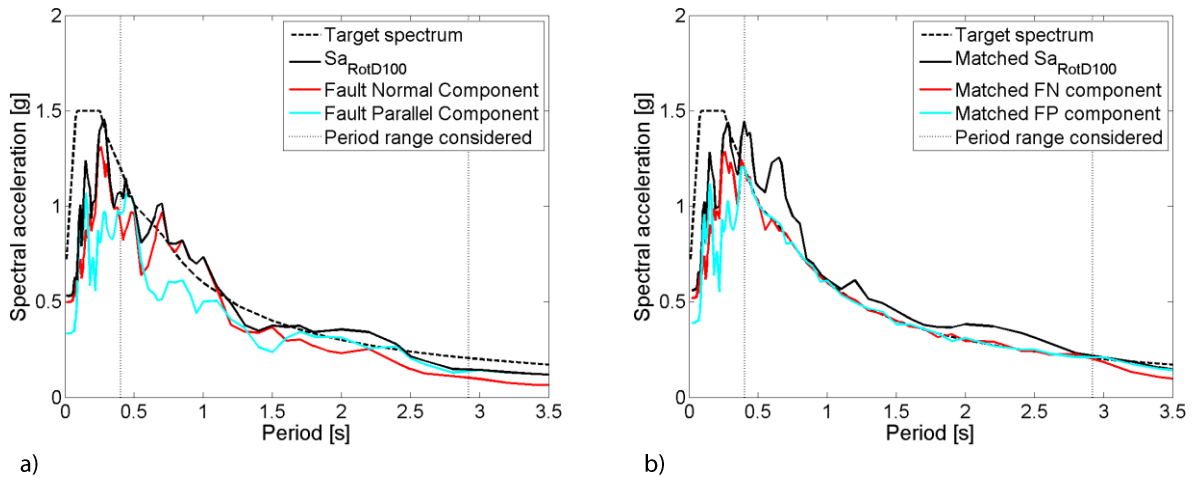 2
1.5
1
0.5
0
Spectral acceleration [g]
0
0.5
1
1.5
2
2.5
3
3.5
Period [s]
Target spectrum
SaRotD100
Fault Normal Component
Fault Parallel Component
Period range considered
a)
2
1.5
1
0.5
0
Spectral acceleration [g]
0
0.5
1
1.5
2
2.5
3
3.5
Period [s]
Target spectrum
Matched SaRotD100
Matched FN component
Matched FP component
Period range considered
b)